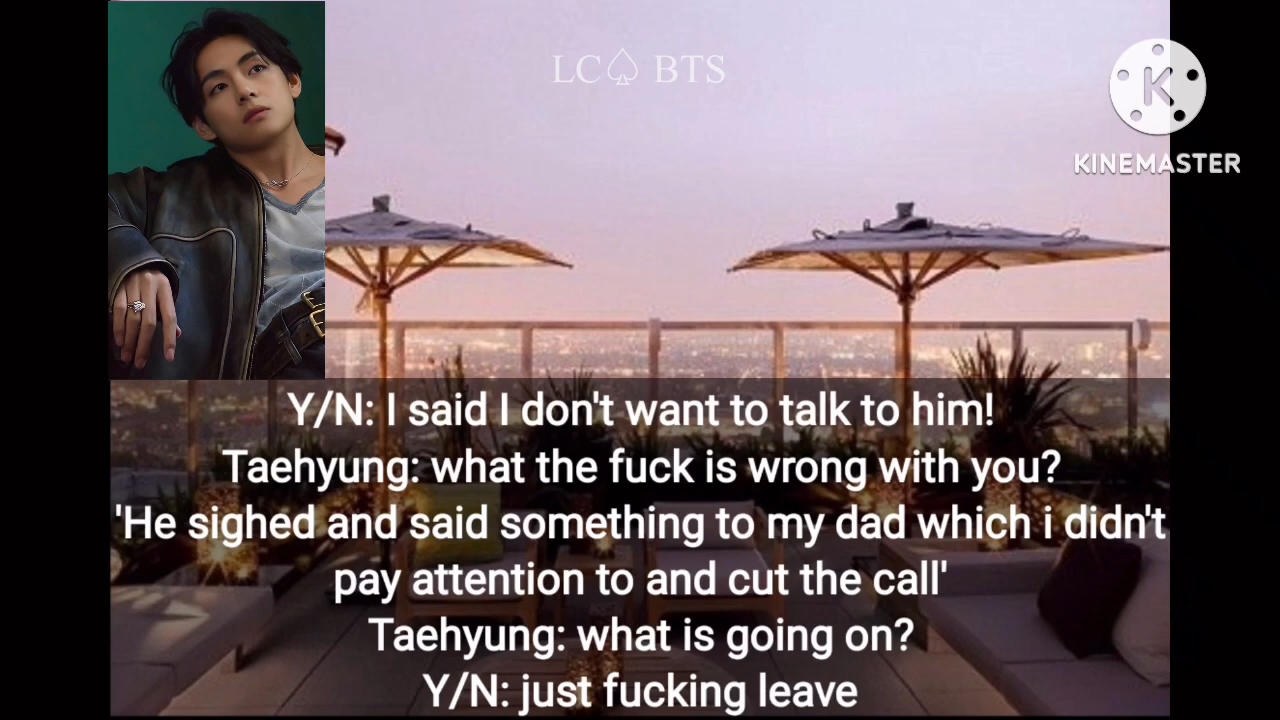 LC BTS
K
KINEMASTER
Y/N: I said I don't want to talk to him!
Taehyung: what the fuck is wrong with you?
'He sighed and said something to my dad which i didn't
pay attention to and cut the call'
Taehyung: what is going on?
Y/N: just fucking leave